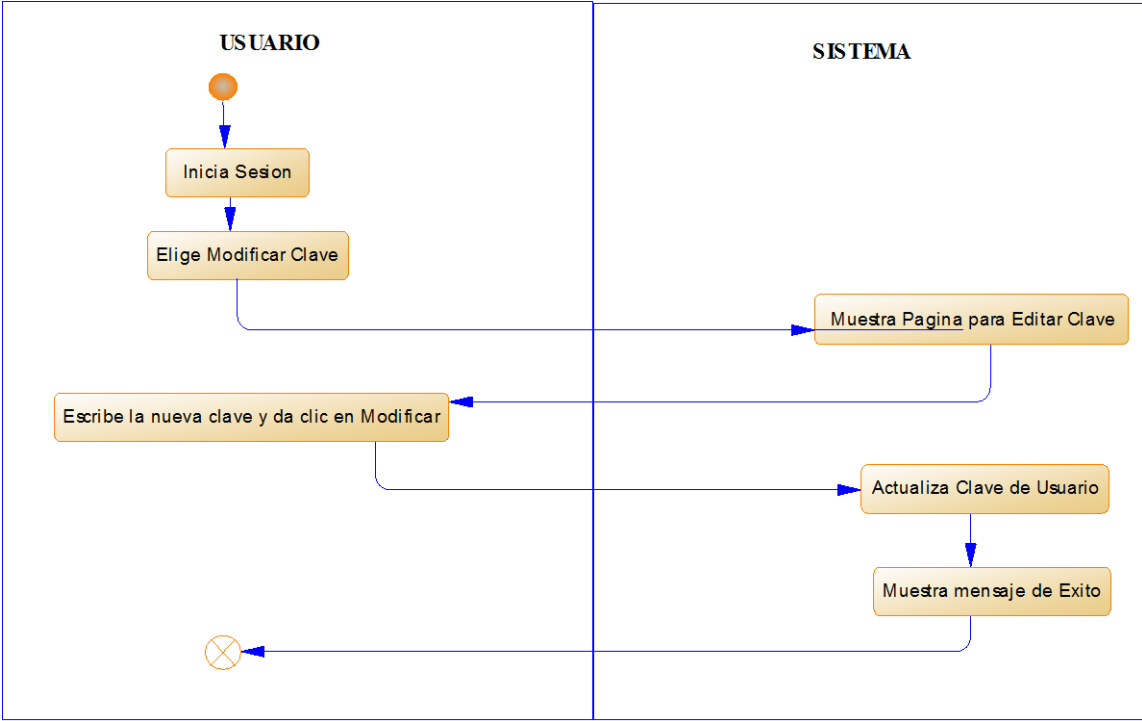 USUARIO
SISTEMA
Inicia Sesion
Elige Modificar Clave
Muestra Pagina para Editar Clave
Escribe la nueva clave y da clic en Modificar
Actualiza Clave de Usuario
Muestra mensaje de Exito